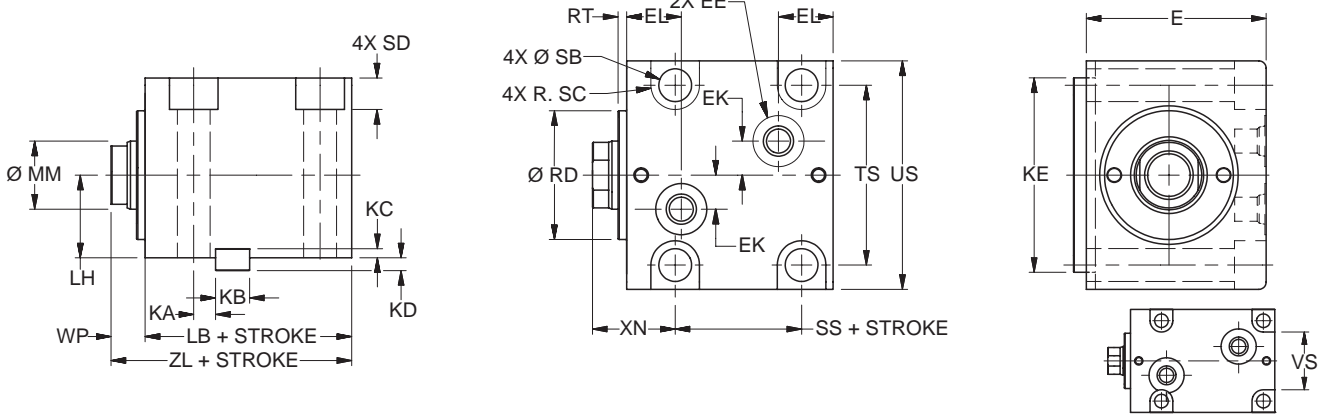 4X SD
Ø MM
LH
KC
KB
KD
KA
WP
LB + STROKE
ZL + STROKE
RT
EL
2X EE
EL
4X Ø SB
4X R. SC
EK
Ø RD
TS
US
EK
XN
SS + STROKE
E
KE
VS